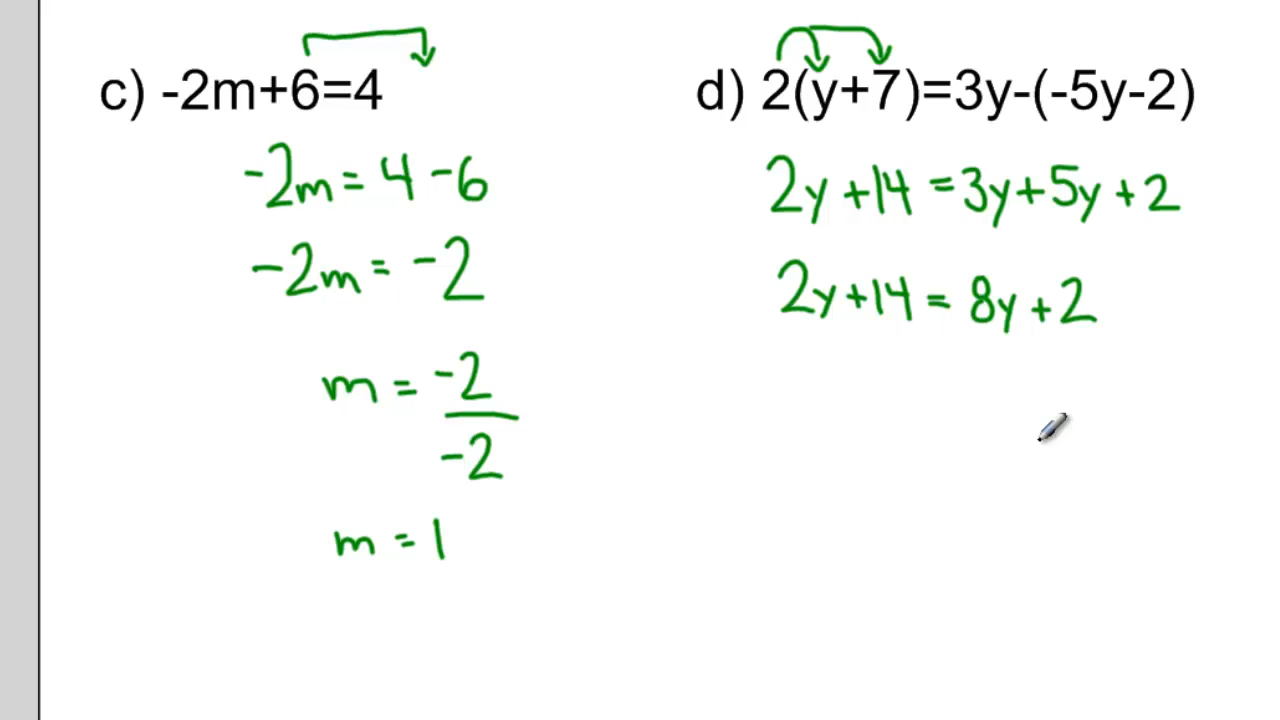 c) -2m+6=4
-2m = 4 -6
-2m = -2
m = -2
-2
m = 1
d) 2(y+7)=3y-(-5y-2)
2y +14 = 3y + 5y + 2
2y +14 = 8y + 2